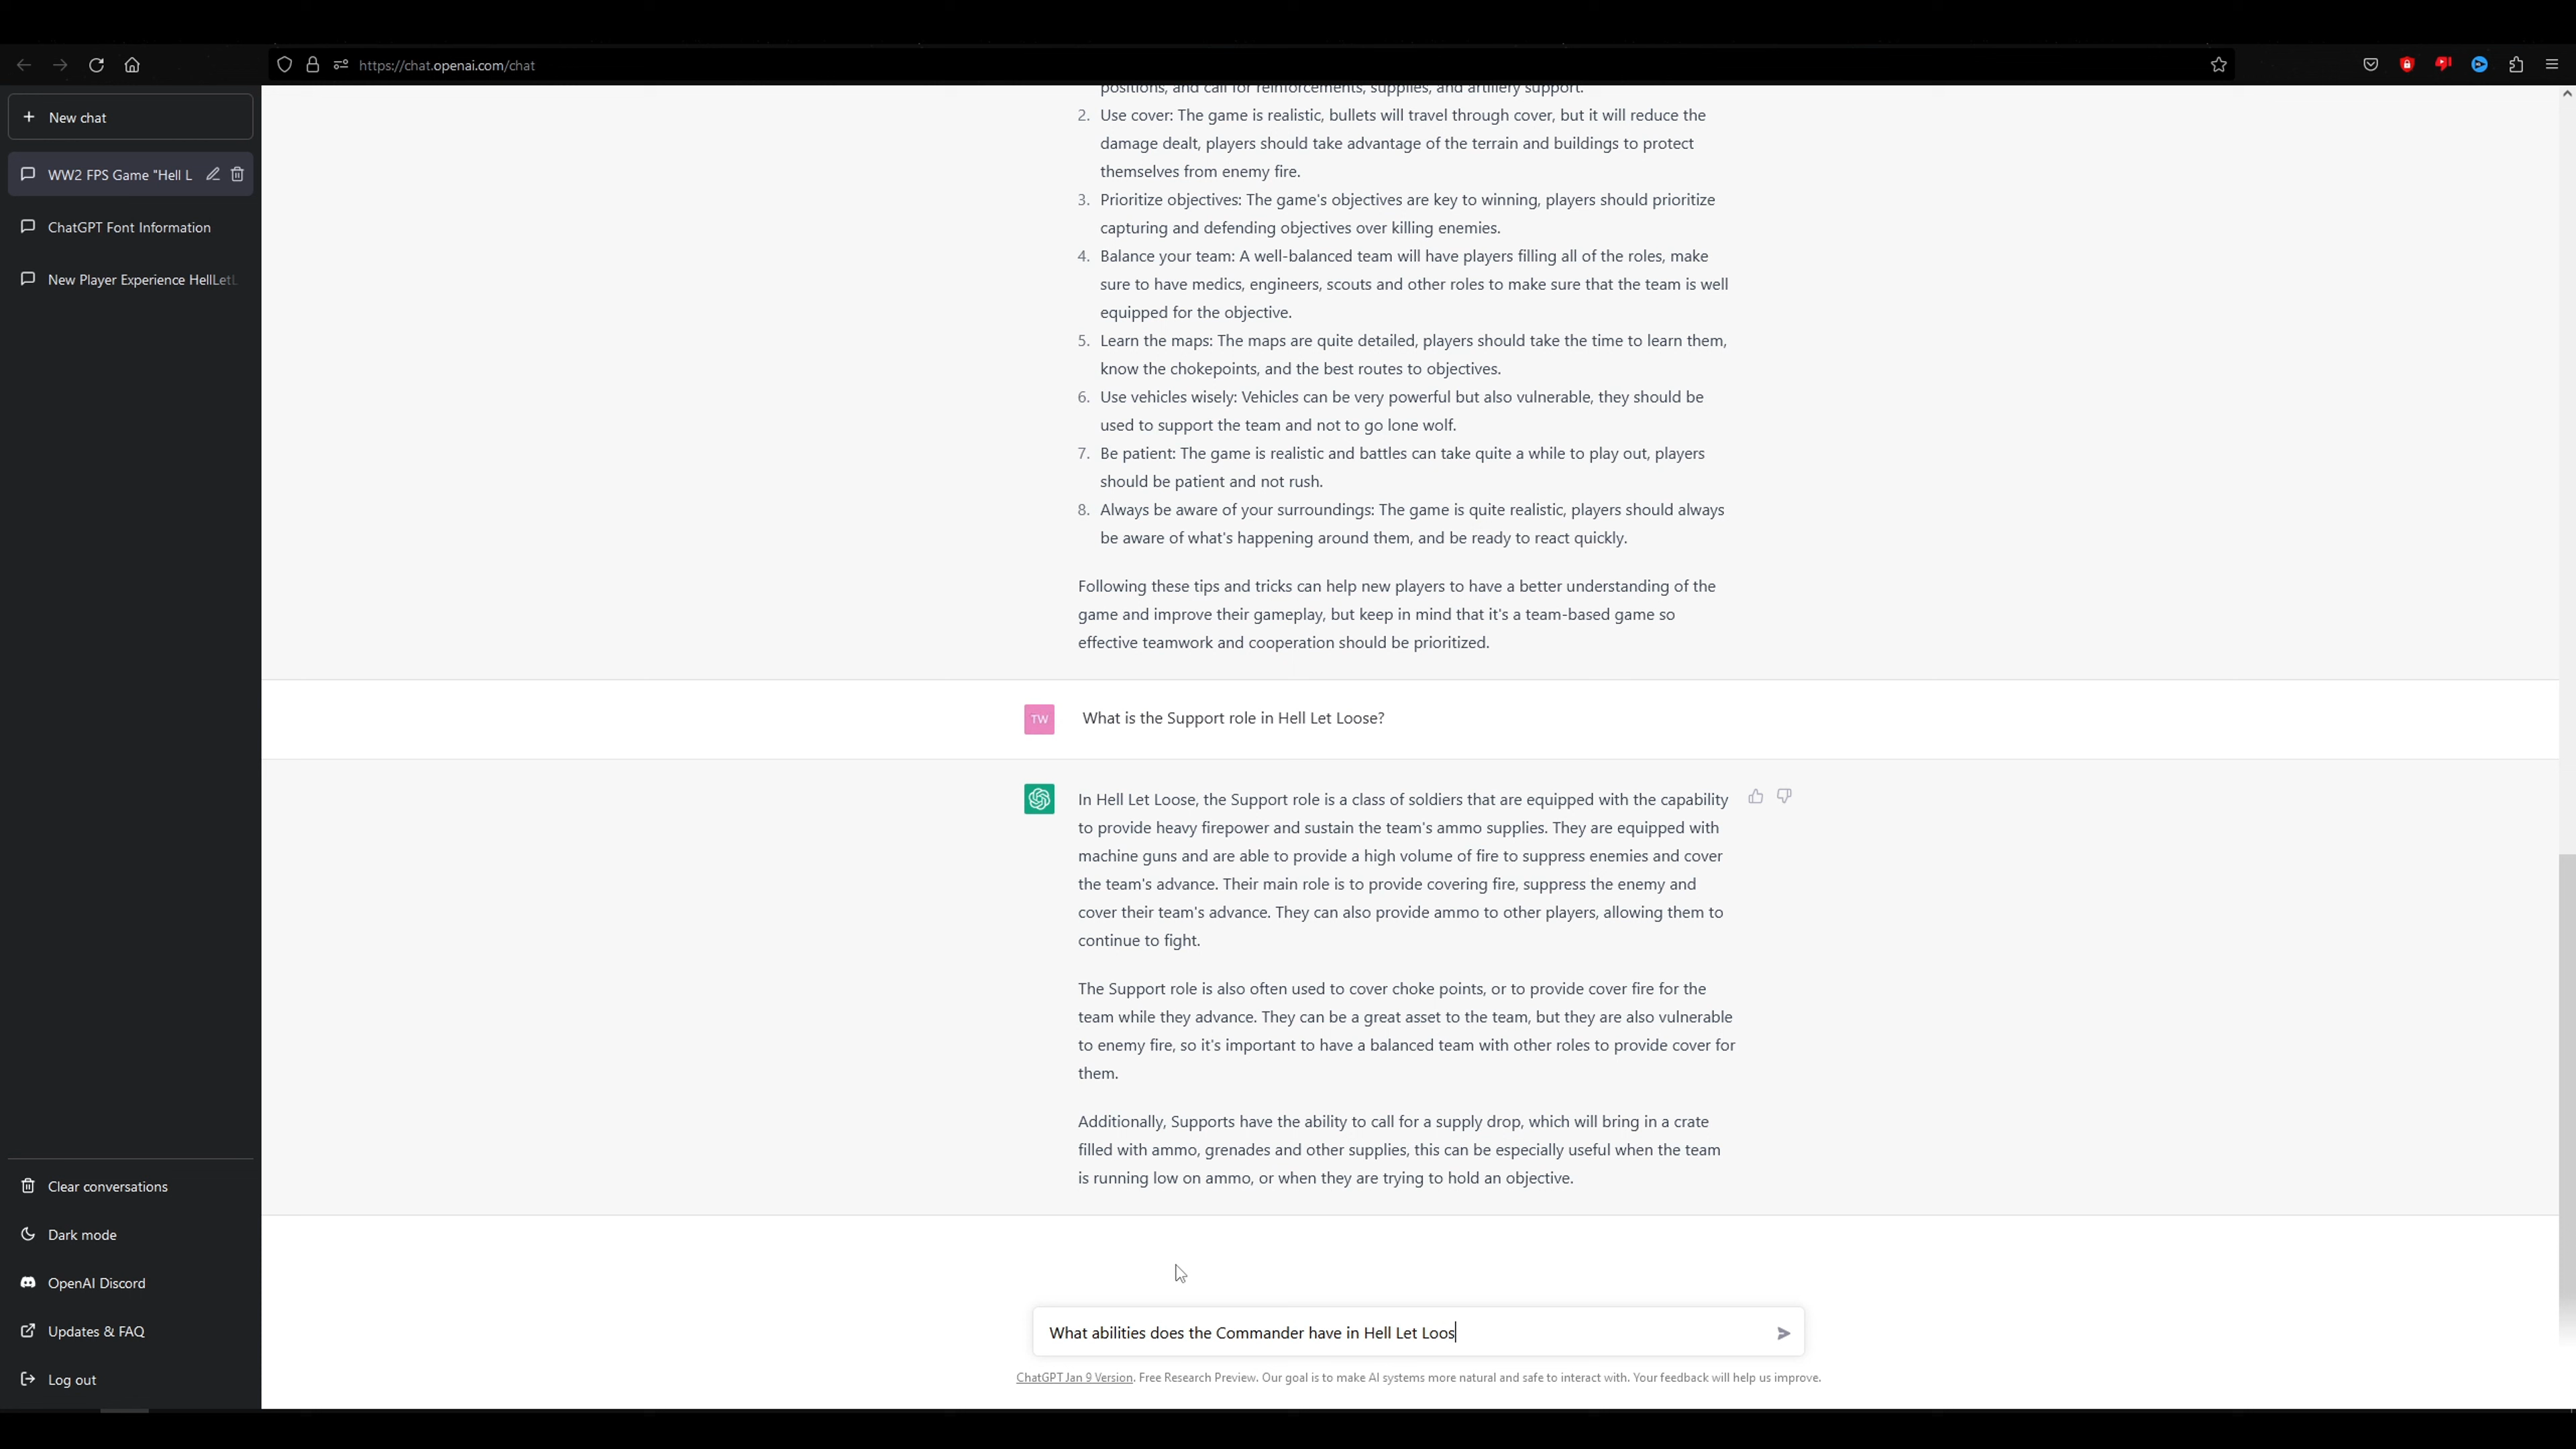 https://chat.openai.com/chat
New chat
WW2 FPS Game "Hell L
ChatGPT Font Information
New Player Experience HellLetL
Clear conversations
Dark mode
OpenAI Discord
Updates & FAQ
Log out
positions, and call for reinforcements, supplies, and artillery support.
2. Use cover: The game is realistic, bullets will travel through cover, but it will reduce the
damage dealt, players should take advantage of the terrain and buildings to protect
themselves from enemy fire.
3. Prioritize objectives: The game's objectives are key to winning, players should prioritize
capturing and defending objectives over killing enemies.
4. Balance your team: A well-balanced team will have players filling all of the roles, make
sure to have medics, engineers, scouts and other roles to make sure that the team is well
equipped for the objective.
5. Learn the maps: The maps are quite detailed, players should take the time to learn them,
know the chokepoints, and the best routes to objectives.
6. Use vehicles wisely: Vehicles can be very powerful but also vulnerable, they should be
used to support the team and not to go lone wolf.
7. Be patient: The game is realistic and battles can take quite a while to play out, players
should be patient and not rush.
8. Always be aware of your surroundings: The game is quite realistic, players should always
be aware of what's happening around them, and be ready to react quickly.
Following these tips and tricks can help new players to have a better understanding of the
game and improve their gameplay, but keep in mind that it's a team-based game so
effective teamwork and cooperation should be prioritized.
TW What is the Support role in Hell Let Loose?
In Hell Let Loose, the Support role is a class of soldiers that are equipped with the capability
to provide heavy firepower and sustain the team's ammo supplies. They are equipped with
machine guns and are able to provide a high volume of fire to suppress enemies and cover
the team's advance. Their main role is to provide covering fire, suppress the enemy and
cover their team's advance. They can also provide ammo to other players, allowing them to
continue to fight.
The Support role is also often used to cover choke points, or to provide cover fire for the
team while they advance. They can be a great asset to the team, but they are also vulnerable
to enemy fire, so it's important to have a balanced team with other roles to provide cover for
them.
Additionally, Supports have the ability to call for a supply drop, which will bring in a crate
filled with ammo, grenades and other supplies, this can be especially useful when the team
is running low on ammo, or when they are trying to hold an objective.
What abilities does the Commander have in Hell Let Loos
ChatGPT Jan 9 Version. Free Research Preview. Our goal is to make AI systems more natural and safe to interact with. Your feedback will help us improve.